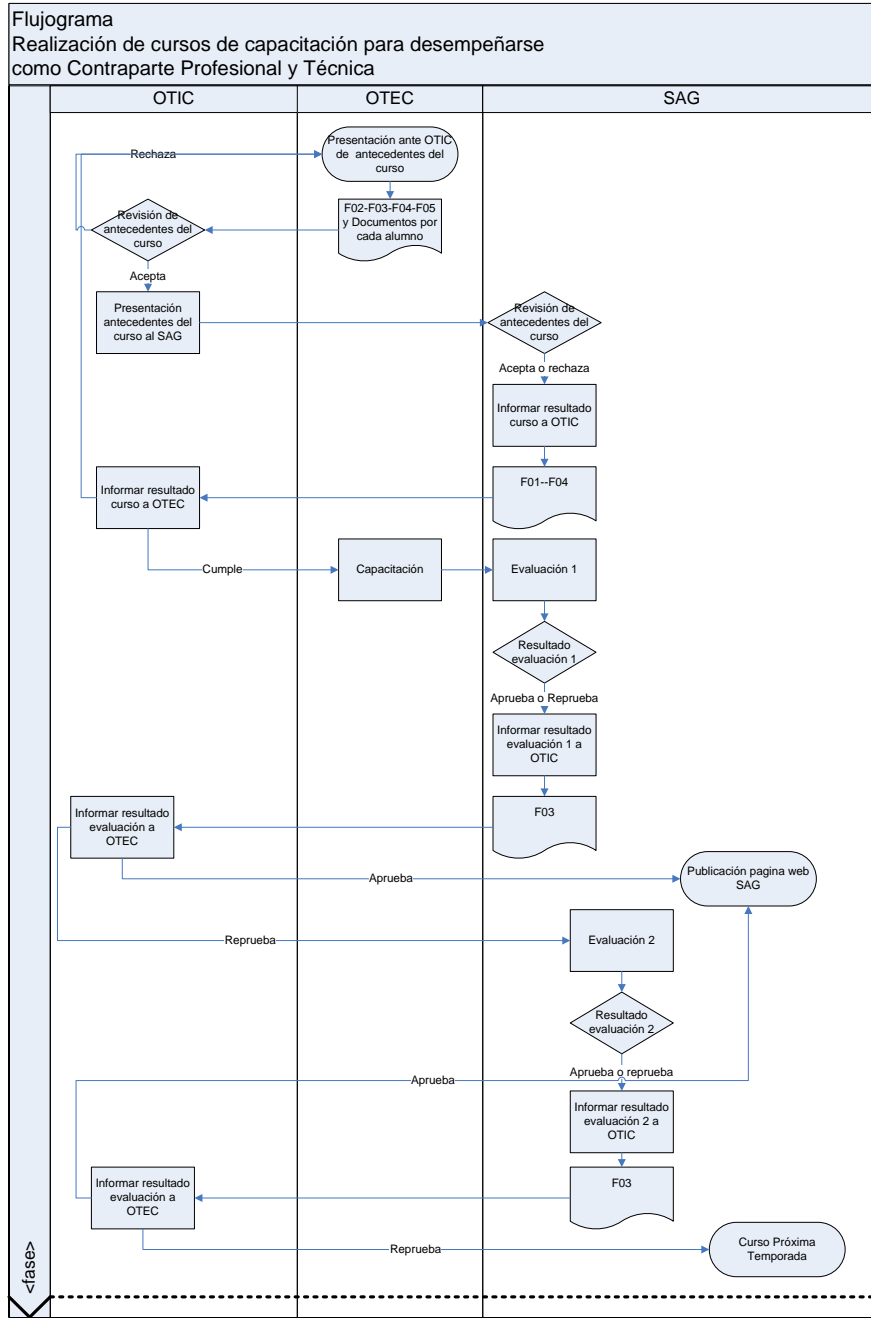 Flujograma
Realización de cursos de capacitación para desempeñarse
como Contraparte Profesional y Técnica
OTIC
OTEC
SAG
Presentación ante OTIC
de antecedentes del
curso
Rechaza
F02-F03-F04-F05
y Documentos por
cada alumno
Revisión de
antecedentes del
curso
Acepta
Presentación
antecedentes del
curso al SAG
Revisión de
antecedentes del
curso
Acepta o rechaza
Informar resultado
curso a OTIC
F01--F04
Informar resultado
curso a OTEC
Cumple
Capacitación
Evaluación 1
Resultado
evaluación 1
Aprueba o Reprueba
Informar resultado
evaluación 1 a
OTIC
F03
Informar resultado
evaluación a
OTEC
Aprueba
Publicación pagina web
SAG
Reprueba
Evaluación 2
Resultado
evaluación 2
Aprueba o reprueba
Aprueba
Informar resultado
evaluación 2 a
OTIC
F03
Informar resultado
evaluación a
OTEC
Reprueba
Curso Próxima
Temporada
<fase>